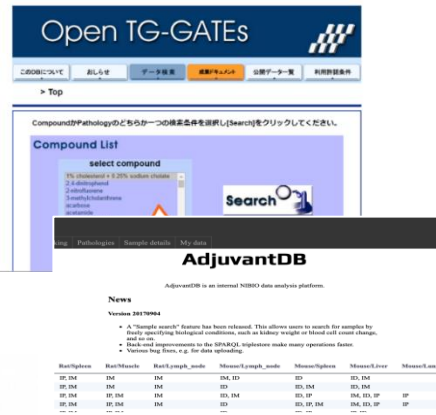 Open TG-GATEs
このDBについて おしらせ データ検索 成果ドキュメント 公開データ一覧 利用許諾条件
> Top
CompoundかPathologyのどちらか一つの検索条件を選択し[Search]をクリックしてください。
Compound List
select compound
1% cholesterol + 0.25% sodium cholate
2,4-dinitrophenol
2-nitrofluorene
3-methylcholanthrene
acarbose
acetamide
Search
king Pathologies Sample details My data
AdjuvantDB
AdjuvantDB is an internal NIBIO data analysis platform.
News
Version 20170904
• A "Sample search" feature has been released. This allows users to search for samples by
freely specifying biological conditions, such as kidney weight or blood cell count change,
and so on.
• Back-end improvements to the SPARQL triplestore make many operations faster.
• Various bug fixes, e.g. for data uploading.
Rat/Spleen Rat/Muscle Rat/Lymph_node Mouse/Lymph_node Mouse/Spleen Mouse/Liver Mouse/Lun
IP, IM IM IM IM, ID ID ID, IM
IM IM ID ID, IM ID, IM
IP, IM IP, IM IM ID ID, IP IM, ID, IP IP
IP, IM IP, IM IM ID ID, IP, IM IM, ID, IP IP